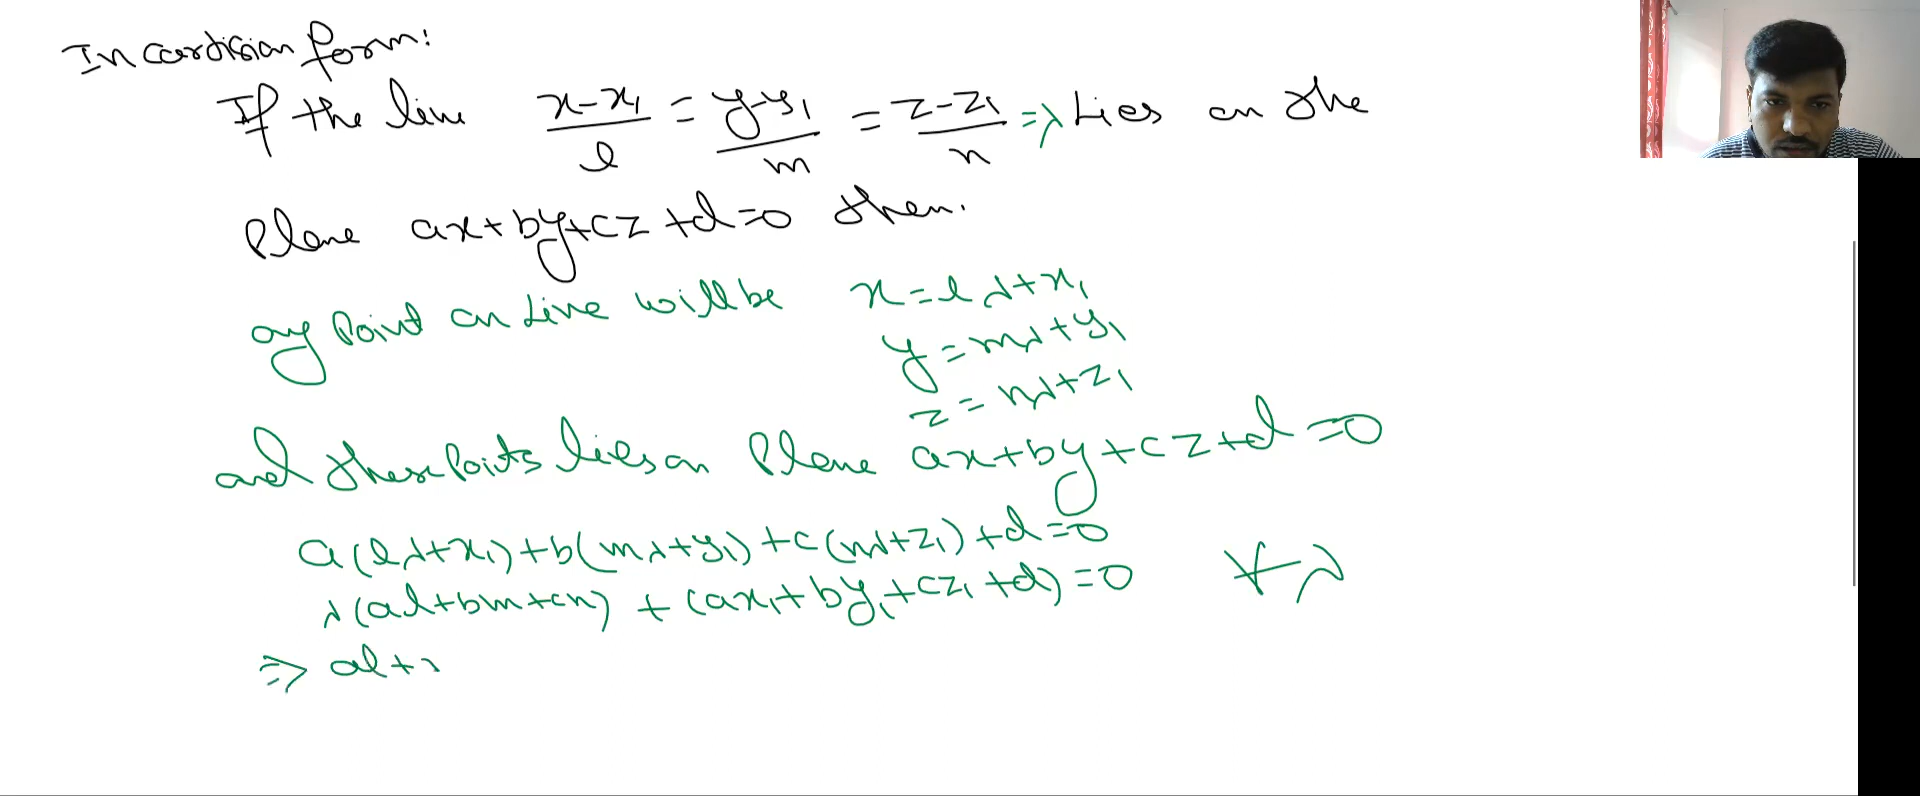 In cardisian form:
If the line x-x₁/l = y-y₁/m = z-z₁/n =λ Lies on the
Plane ax+by+cz+d=0 then.
any Point on Line will be x=lλ+x₁
y=mλ+y₁
z=nλ+z₁
and these Points lies on Plane ax+by+cz+d=0
a(lλ+x₁)+b(mλ+y₁)+c(nλ+z₁)+d=0
λ(al+bm+cn)+(ax₁+by₁+cz₁+d)=0 ∀λ
⇒ al+